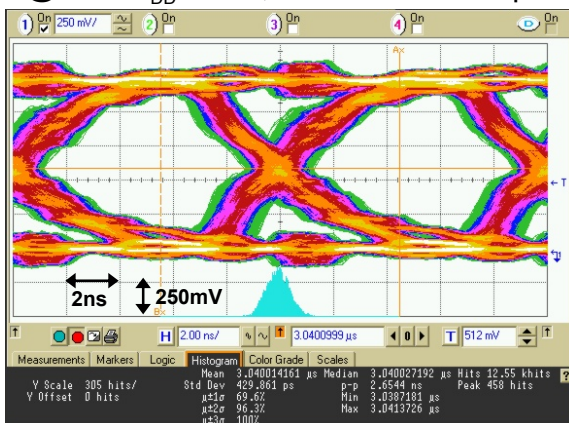 DD
1) On 250 mV/ 2) On 3) On 4) On D On
Ax
T
2ns 250mV
Bx
H 2.00 ns/ 3.0400999 µs 0 T 512 mV
Measurements Markers Logic Histogram Color Grade Scales
Mean 3.040014161 µs Median 3.040027192 µs Hits 12.55 khits ?
Y Scale 305 hits/ Std Dev 429.861 ps p-p 2.6544 ns Peak 458 hits
Y Offset 0 hits µ±1σ 69.6% Min 3.0387181 µs
µ±2σ 96.3% Max 3.0413726 µs
µ±3σ 100%